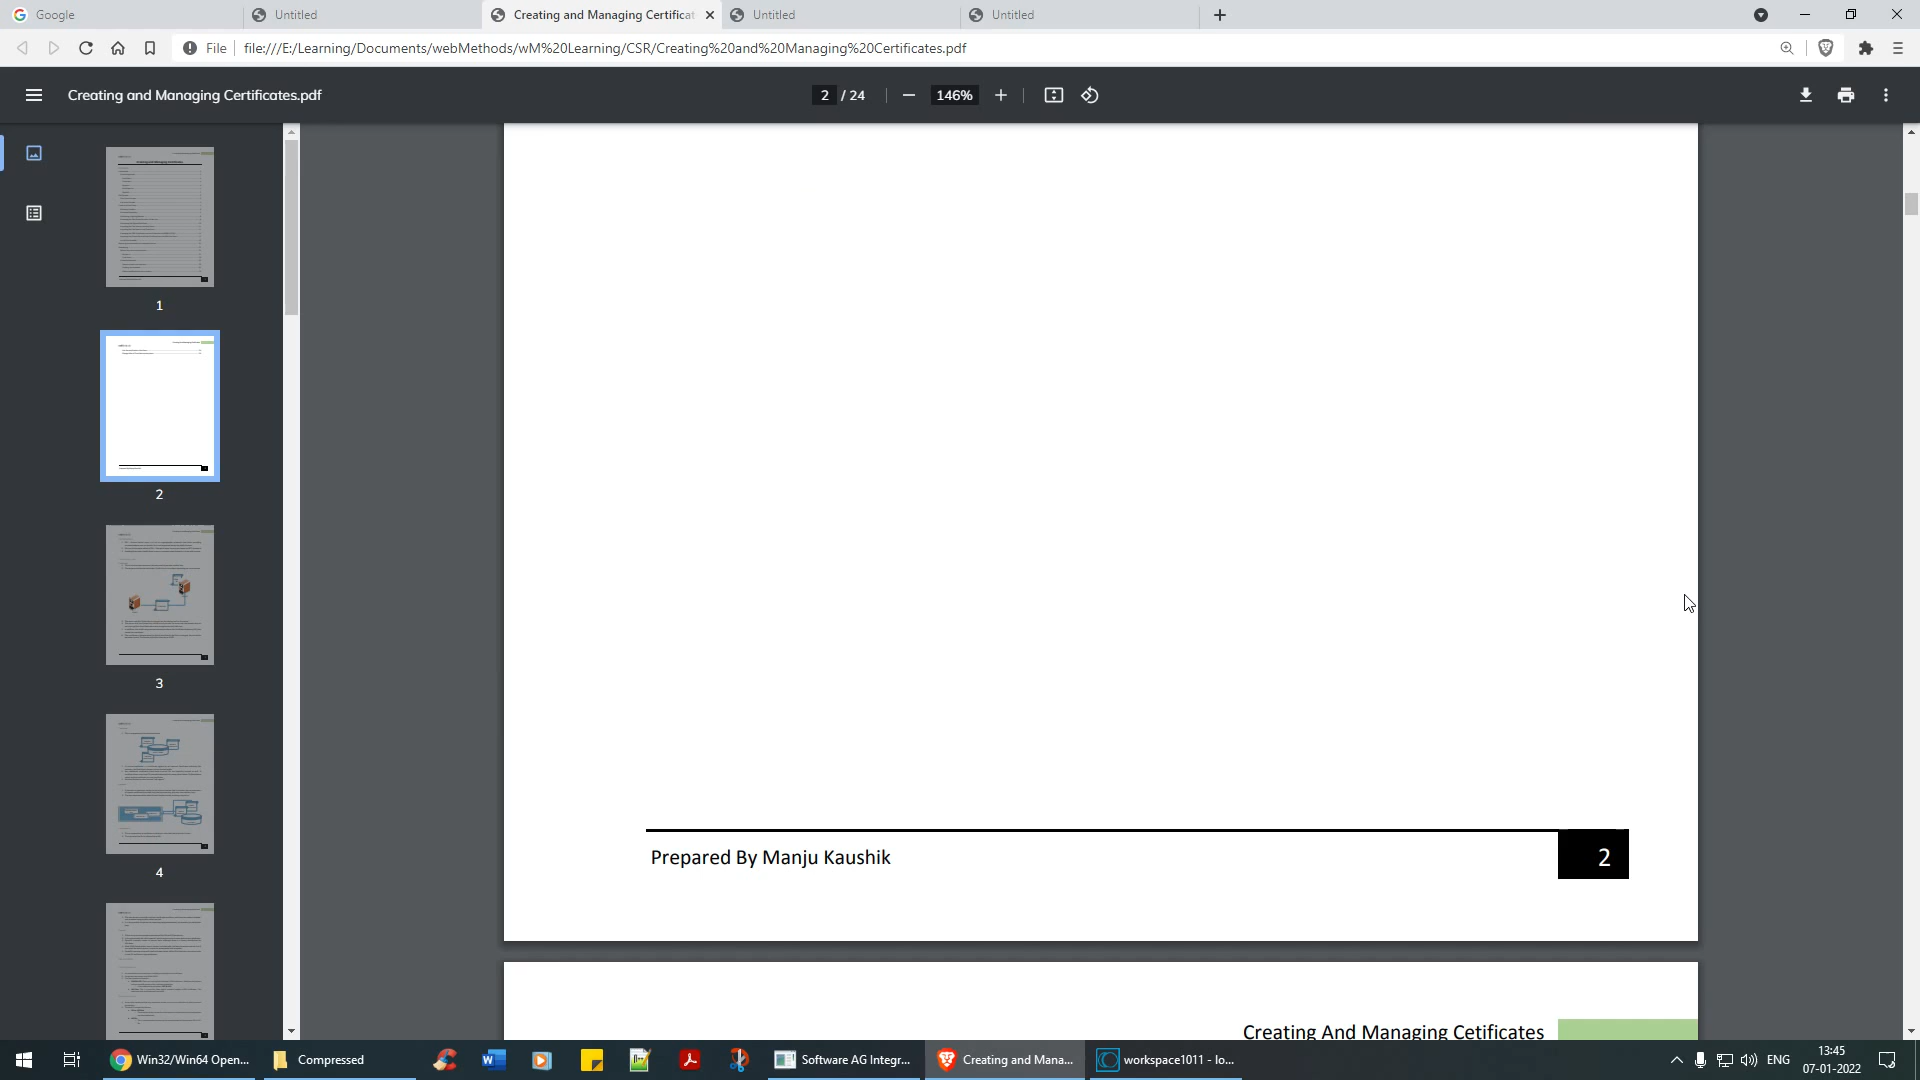 Google
Untitled
Creating and Managing Certificat
Untitled
Untitled
File
file:///E:/Learning/Documents/webMethods/wM%20Learning/CSR/Creating%20and%20Managing%20Certificates.pdf
Creating and Managing Certificates.pdf
2 / 24
146%
1
2
3
4
Prepared By Manju Kaushik
2
Creating And Managing Cetificates
Win32/Win64 Open...
Compressed
Software AG Integr...
Creating and Mana...
workspace1011 - Io...
ENG
13:45
07-01-2022